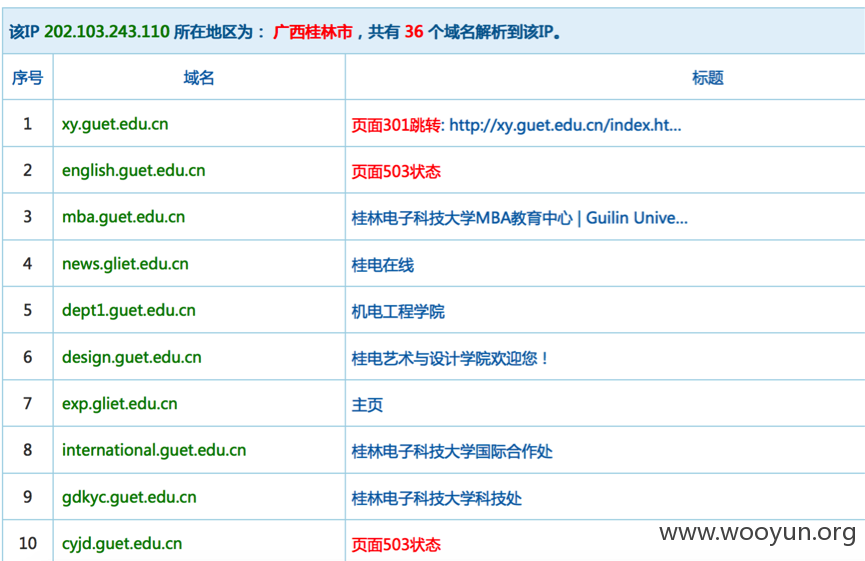 该IP 202.103.243.110 所在地区为： 广西桂林市，共有 36 个域名解析到该IP。
序号 域名 标题
1 xy.guet.edu.cn 页面301跳转: http://xy.guet.edu.cn/index.ht...
2 english.guet.edu.cn 页面503状态
3 mba.guet.edu.cn 桂林电子科技大学MBA教育中心 | Guilin Unive...
4 news.gliet.edu.cn 桂电在线
5 dept1.guet.edu.cn 机电工程学院
6 design.guet.edu.cn 桂电艺术与设计学院欢迎您！
7 exp.gliet.edu.cn 主页
8 international.guet.edu.cn 桂林电子科技大学国际合作处
9 gdkyc.guet.edu.cn 桂林电子科技大学科技处
10 cyjd.guet.edu.cn 页面503状态
www.wooyun.org